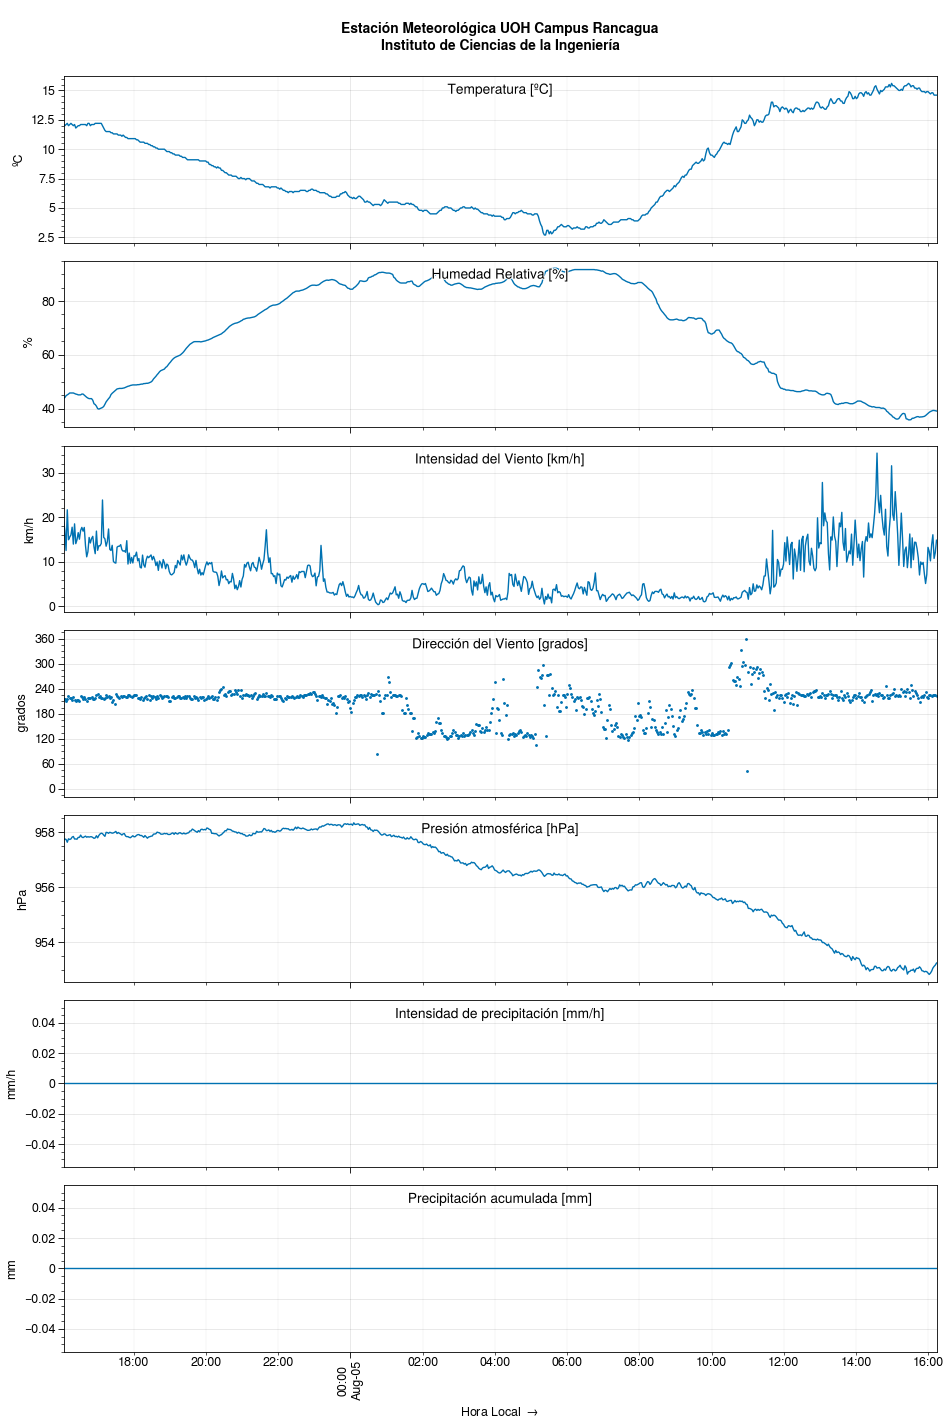 Estación Meteorológica UOH Campus Rancagua
Instituto de Ciencias de la Ingeniería
Temperatura [ºC]
15
12.5
10
7.5
5
2.5
ºC
Humedad Relativa [%]
80
60
40
%
Intensidad del Viento [km/h]
30
20
10
0
km/h
Dirección del Viento [grados]
360
300
240
180
120
60
0
grados
Presión atmosférica [hPa]
958
956
954
hPa
Intensidad de precipitación [mm/h]
0.04
0.02
0
−0.02
−0.04
mm/h
Precipitación acumulada [mm]
0.04
0.02
0
−0.02
−0.04
mm
18:00 20:00 22:00 00:00 02:00 04:00 06:00 08:00 10:00 12:00 14:00 16:00
Aug-05
Hora Local →